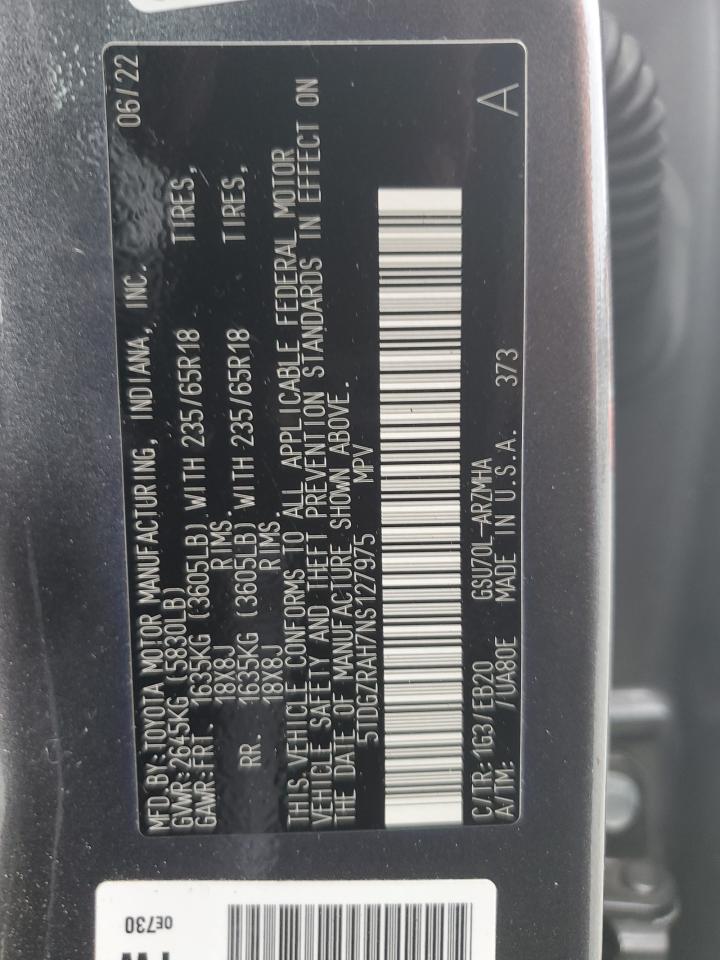 MFD.BY:TOYOTA MOTOR MANUFACTURING, INDIANA, INC. 06/22
GVWR:2645KG (5830LB)
GAWR:FRT. 1635KG (3605LB) WITH 235/65R18 TIRES,
18X8J RIMS.
RR. 1635KG (3605LB) WITH 235/65R18 TIRES,
18X8J RIMS.
THIS VEHICLE CONFORMS TO ALL APPLICABLE FEDERAL MOTOR
VEHICLE SAFETY AND THEFT PREVENTION STANDARDS IN EFFECT ON
THE DATE OF MANUFACTURE SHOWN ABOVE.
5TDGZRAH7NS127975 MPV
C/TR:1G3/EB20 GSU70L-ARZMHA
A/TM: /UA80E MADE IN U.S.A. 373 A
0E730